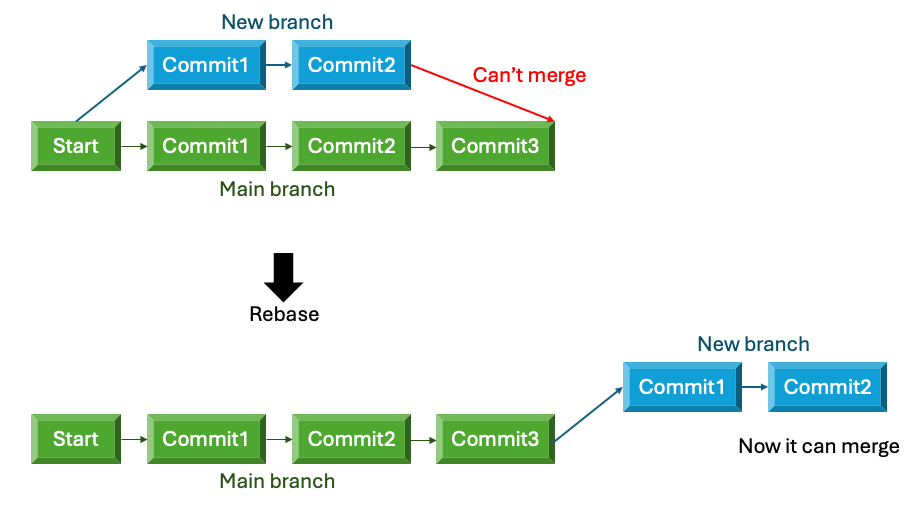 New branch
Commit1
Commit2
Can't merge
Start
Commit1
Commit2
Commit3
Main branch
Rebase
New branch
Commit1
Commit2
Start
Commit1
Commit2
Commit3
Now it can merge
Main branch